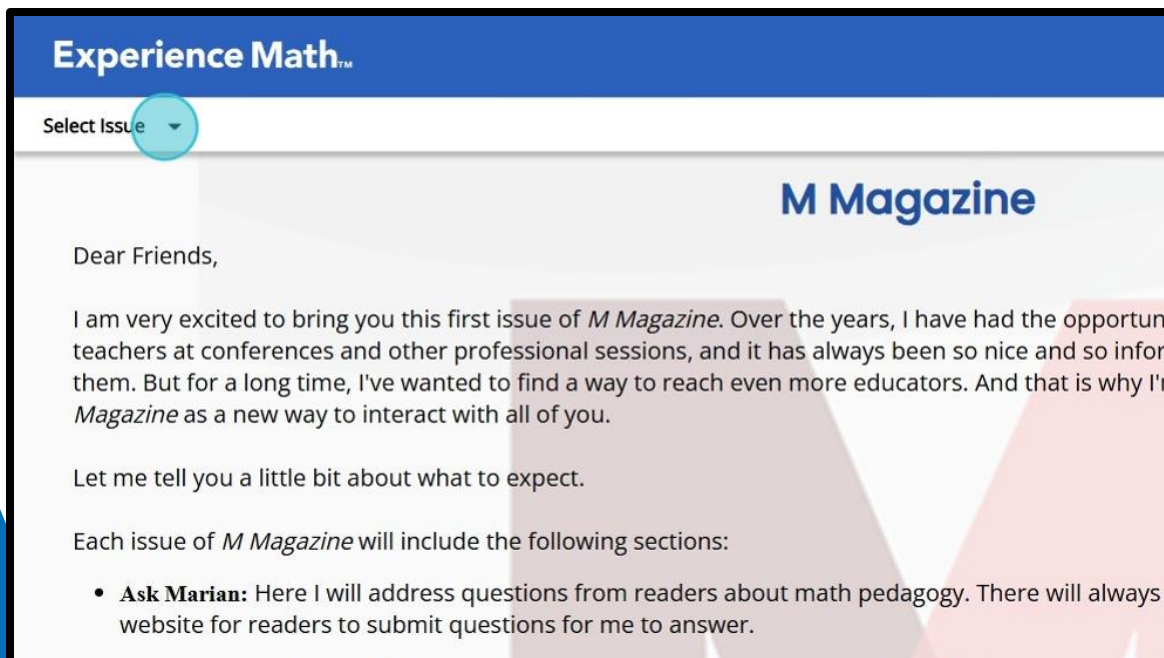 Experience Math™
Select Issue
M Magazine
Dear Friends,
I am very excited to bring you this first issue of M Magazine. Over the years, I have had the
teachers at conferences and other professional sessions, and it has always been so nice and so
them. But for a long time, I've wanted to find a way to reach even more educators. And that is why
Magazine as a new way to interact with all of you.
Let me tell you a little bit about what to expect.
Each issue of M Magazine will include the following sections:
• Ask Marian: Here I will address questions from readers about math pedagogy. There will always
website for readers to submit questions for me to answer.